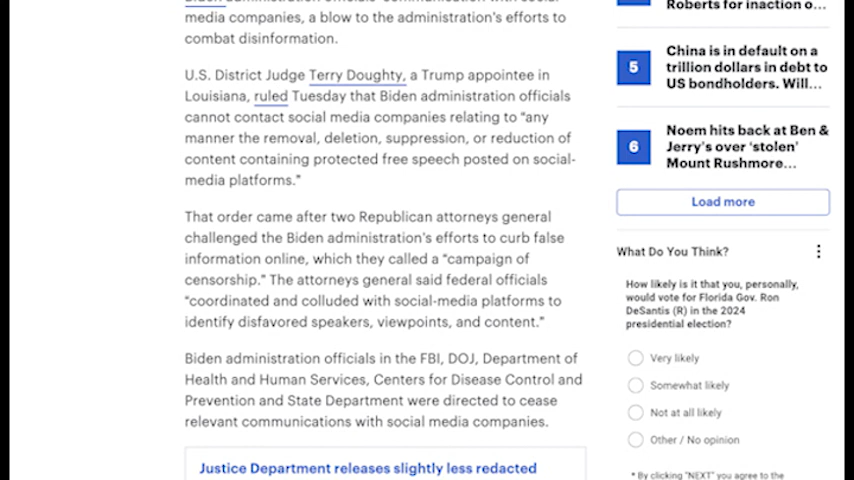 Biden administration officials' communication with social
media companies, a blow to the administration's efforts to
combat disinformation.
U.S. District Judge Terry Doughty, a Trump appointee in
Louisiana, ruled Tuesday that Biden administration officials
cannot contact social media companies relating to “any
manner the removal, deletion, suppression, or reduction of
content containing protected free speech posted on social-
media platforms.”
That order came after two Republican attorneys general
challenged the Biden administration's efforts to curb false
information online, which they called a “campaign of
censorship.” The attorneys general said federal officials
“coordinated and colluded with social-media platforms to
identify disfavored speakers, viewpoints, and content.”
Biden administration officials in the FBI, DOJ, Department of
Health and Human Services, Centers for Disease Control and
Prevention and State Department were directed to cease
relevant communications with social media companies.
Justice Department releases slightly less redacted
Roberts for inaction o...
5
China is in default on a
trillion dollars in debt to
US bondholders. Will...
6
Noem hits back at Ben &
Jerry's over ‘stolen’
Mount Rushmore...
Load more
What Do You Think?
How likely is it that you, personally,
would vote for Florida Gov. Ron
DeSantis (R) in the 2024
presidential election?
Very likely
Somewhat likely
Not at all likely
Other / No opinion
* By clicking "NEXT" you agree to the